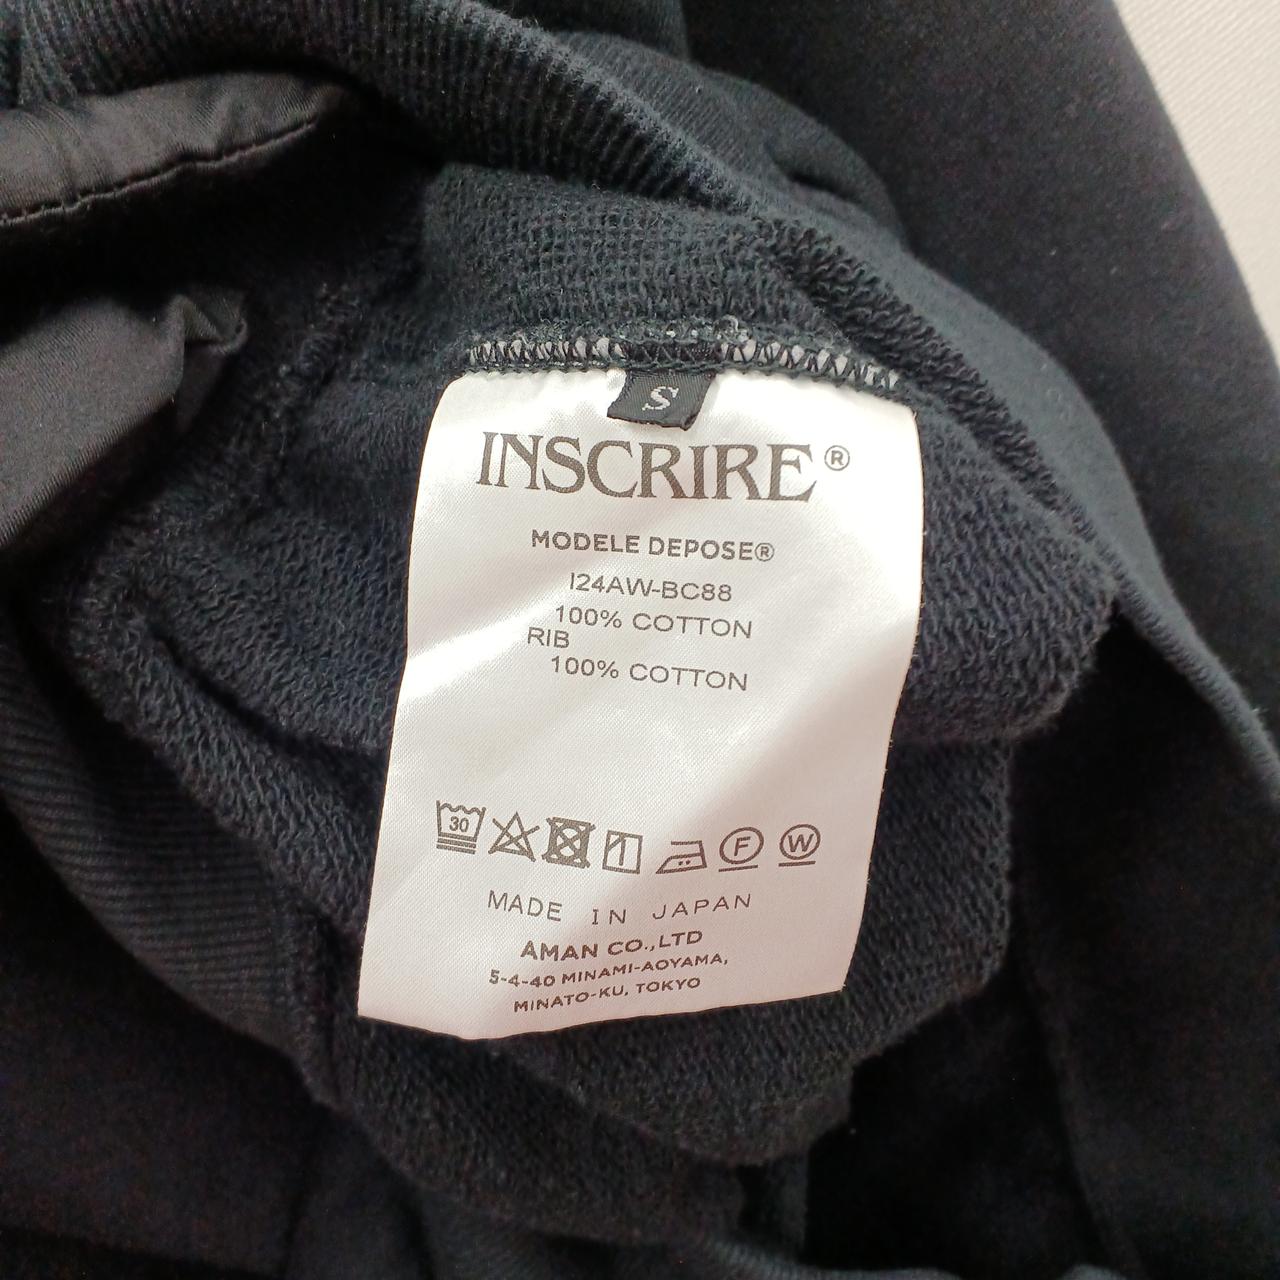 S
INSCRIRE®
MODELE DEPOSE®
I24AW-BC88
100% COTTON
RIB
100% COTTON
30 F W
MADE IN JAPAN
AMAN CO.,LTD
5-4-40 MINAMI-AOYAMA,
MINATO-KU, TOKYO